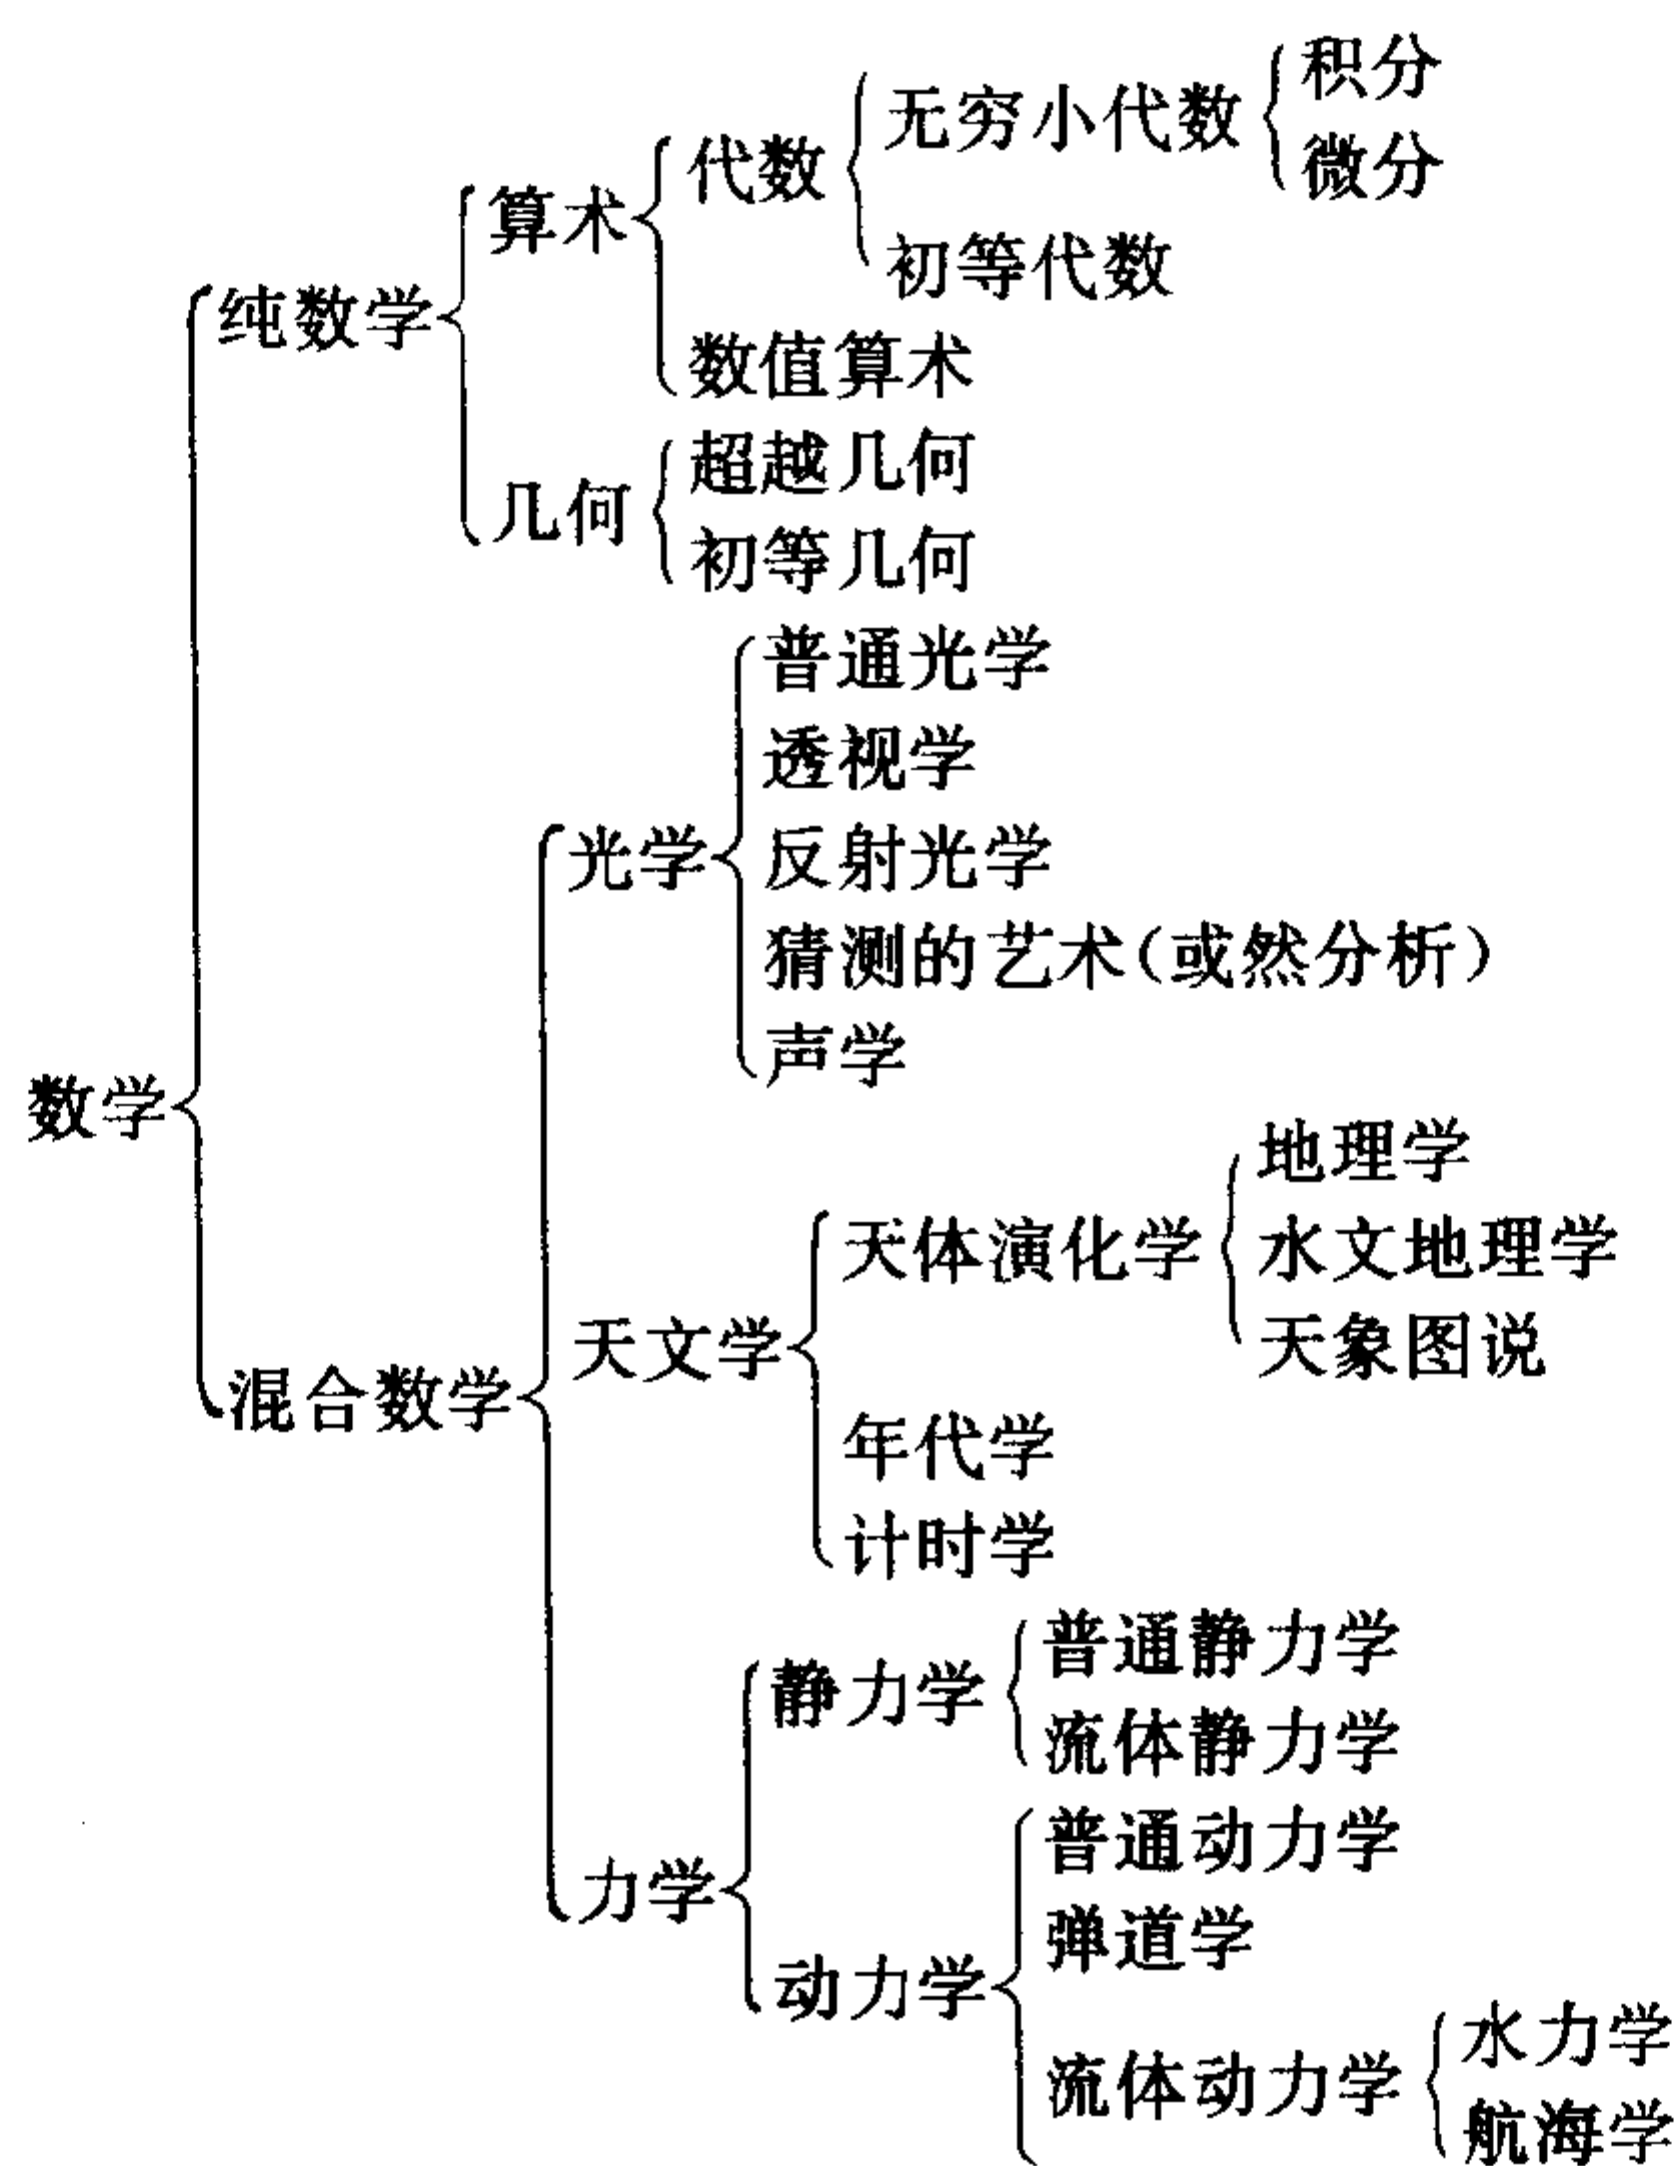 积分
无穷小代数
微分
代数
算术
初等代数
纯数学
数值算术
超越几何
几何
初等几何
普通光学
透视学
光学
反射光学
猜测的艺术(或然分析)
声学
数学
地理学
天体演化学
水文地理学
天文学
天象图说
混合数学
年代学
计时学
普通静力学
静力学
流体静力学
普通动力学
力学
弹道学
动力学
水力学
流体动力学
航海学